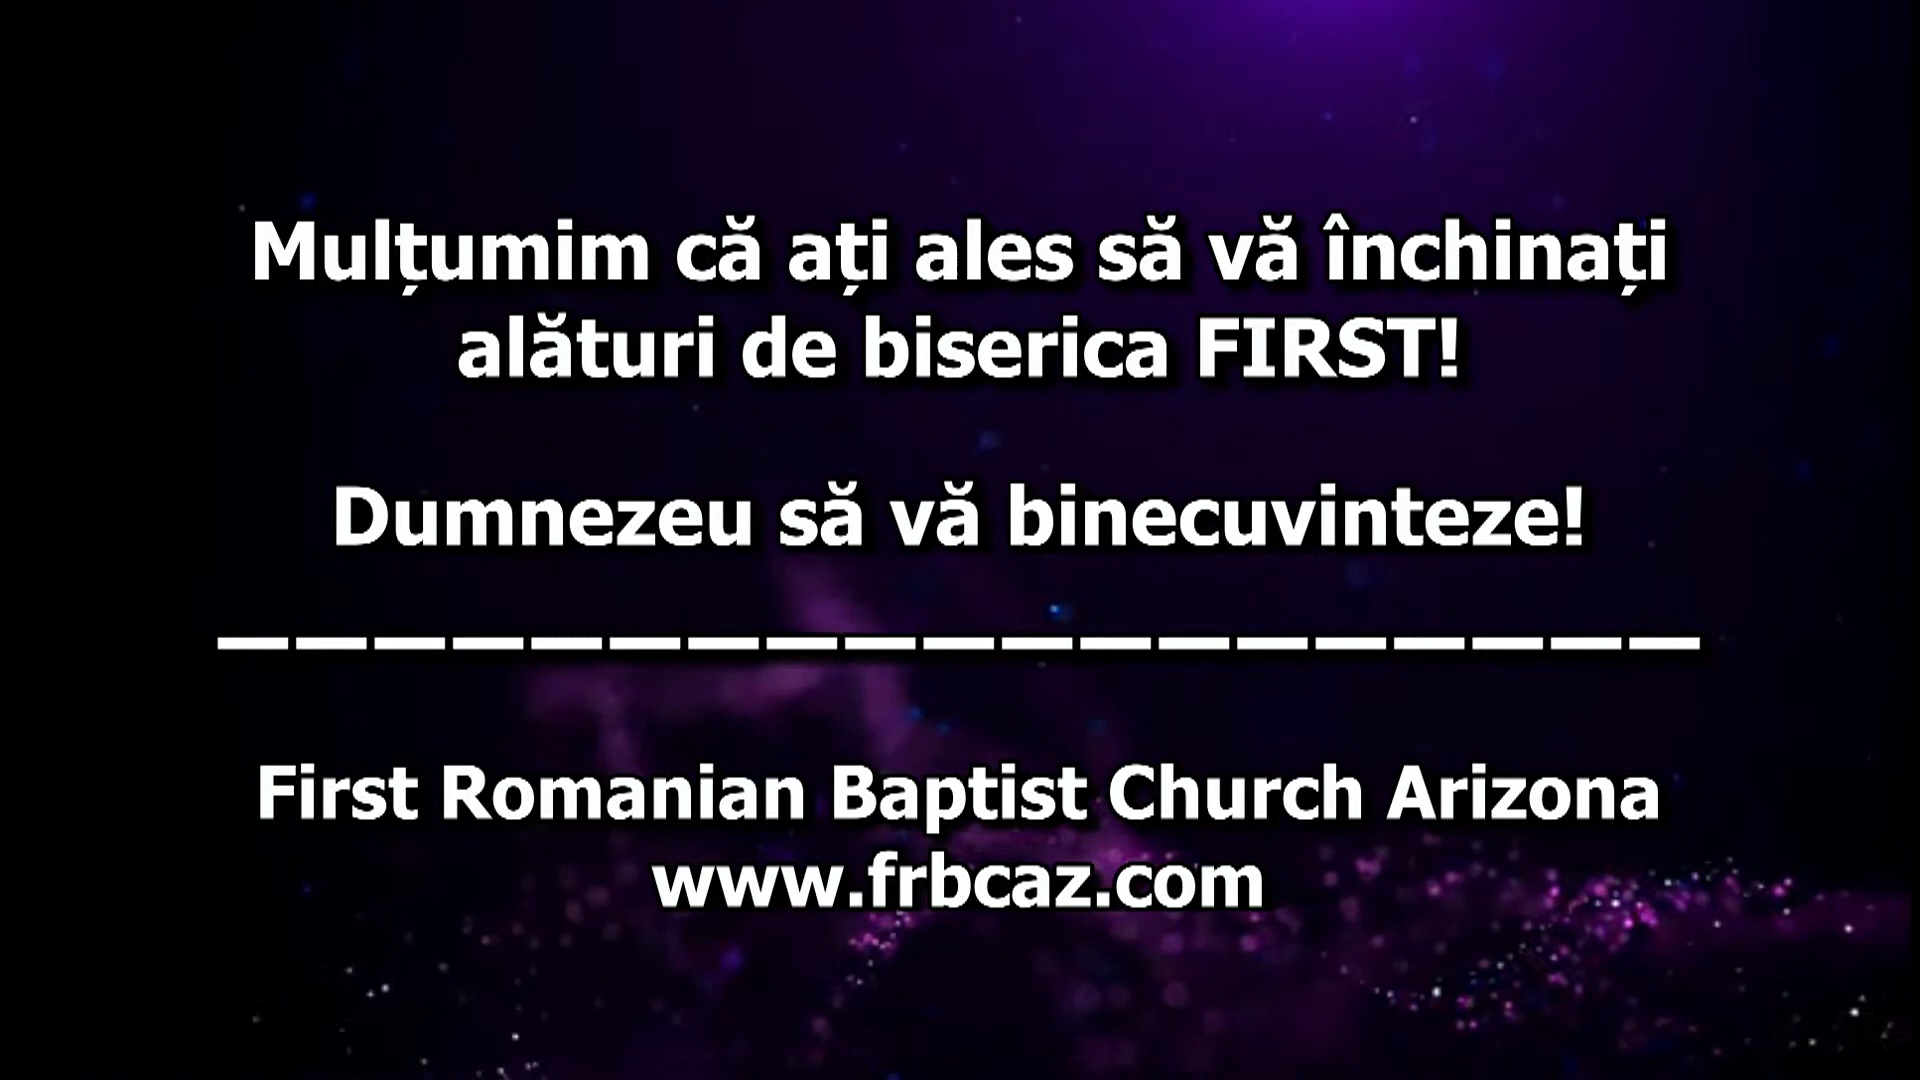 Mulțumim că ați ales să vă închinați
alături de biserica FIRST!
Dumnezeu să vă binecuvinteze!
———————————————————
First Romanian Baptist Church Arizona
www.frbcaz.com